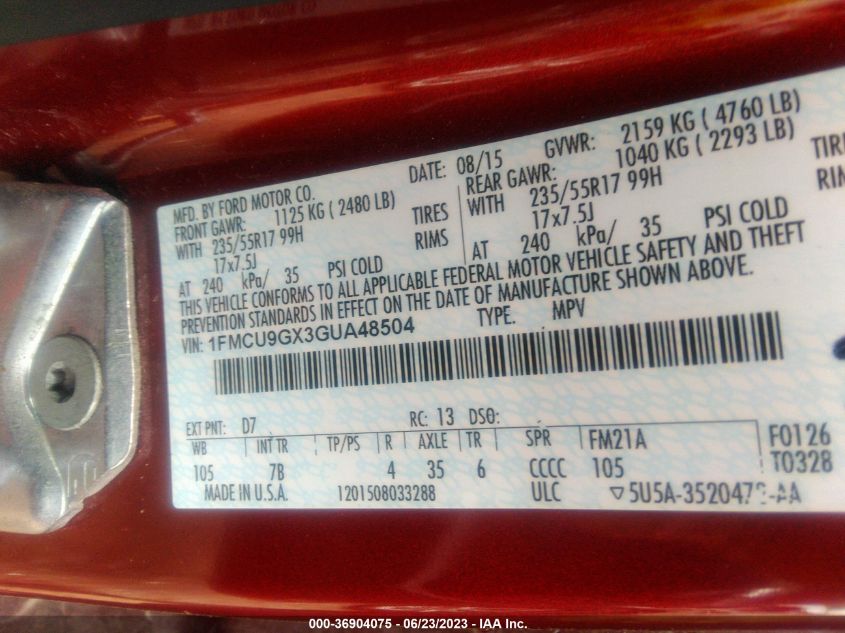 MFD. BY FORD MOTOR CO.
DATE: 08/15
GVWR: 2159 KG ( 4760 LB)
FRONT GAWR: 1125 KG ( 2480 LB)
REAR GAWR: 1040 KG ( 2293 LB)
WITH 235/55R17 99H TIRES
WITH 235/55R17 99H TIRE
17x7.5J RIMS
17x7.5J RIM
AT 240 kPa/ 35 PSI COLD
AT 240 kPa/ 35 PSI COLD
THIS VEHICLE CONFORMS TO ALL APPLICABLE FEDERAL MOTOR VEHICLE SAFETY AND THEFT
PREVENTION STANDARDS IN EFFECT ON THE DATE OF MANUFACTURE SHOWN ABOVE.
VIN: 1FMCU9GX3GUA48504
TYPE: MPV
EXT PNT: D7 RC: 13 DSO:
WB INT TR TP/PS R AXLE TR SPR FM21A F0126
105 7B 4 35 6 CCCC 105 T0328
MADE IN U.S.A. 1201508033288 ULC ▽5U5A-3520472-AA
000-36904075 - 06/23/2023 - IAA Inc.